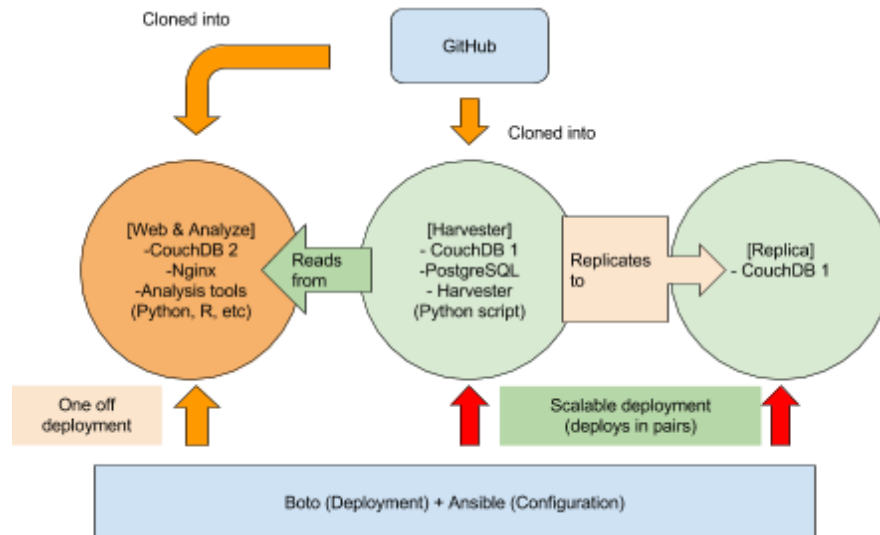 Cloned into
GitHub
Cloned into
[Web & Analyze]
-CouchDB 2
-Nginx
-Analysis tools
(Python, R, etc)
Reads
from
[Harvester]
- CouchDB 1
-PostgreSQL
- Harvester
(Python script)
Replicates
to
[Replica]
- CouchDB 1
One off
deployment
Scalable deployment
(deploys in pairs)
Boto (Deployment) + Ansible (Configuration)